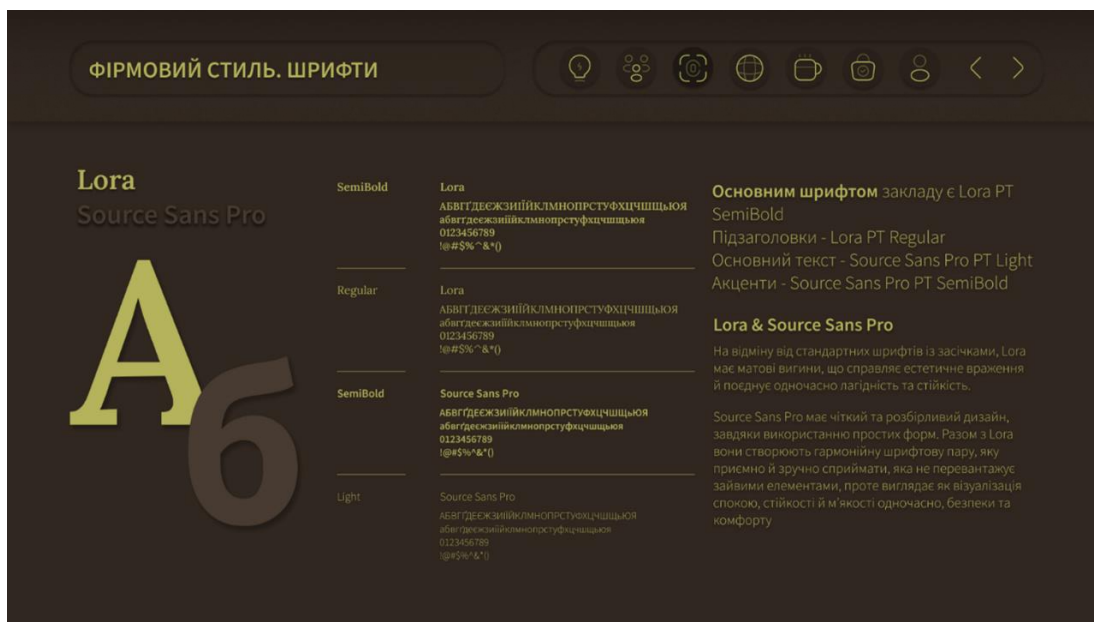 ФІРМОВИЙ СТИЛЬ. ШРИФТИ
Lora
Source Sans Pro
А
б
SemiBold
Lora
АБВГҐДЕЄЖЗИІЇЙКЛМНОПРСТУФХЦЧШЩЬЮЯ
абвгґдеєжзиіїйклмнопрстуфхцчшщьюя
0123456789
!@#$%^&*()
Regular
Lora
АБВГҐДЕЄЖЗИІЇЙКЛМНОПРСТУФХЦЧШЩЬЮЯ
абвгґдеєжзиіїйклмнопрстуфхцчшщьюя
0123456789
!@#$%^&*()
SemiBold
Source Sans Pro
АБВГҐДЕЄЖЗИІЇЙКЛМНОПРСТУФХЦЧШЩЬЮЯ
абвгґдеєжзиіїйклмнопрстуфхцчшщьюя
0123456789
!@#$%^&*()
Light
Source Sans Pro
АБВГҐДЕЄЖЗИІЇЙКЛМНОПРСТУФХЦЧШЩЬЮЯ
абвгґдеєжзиіїйклмнопрстуфхцчшщьюя
0123456789
!@#$%^&*()
Основним шрифтом закладу є Lora PT
SemiBold
Підзаголовки - Lora PT Regular
Основний текст - Source Sans Pro PT Light
Акценти - Source Sans Pro PT SemiBold
Lora & Source Sans Pro
На відміну від стандартних шрифтів із засічками, Lora
має матові вигини, що справляє естетичне враження
й поєднує одночасно лагідність та стійкість.
Source Sans Pro має чіткий та розбірливий дизайн,
завдяки використанню простих форм. Разом з Lora
вони створюють гармонійну шрифтову пару, яку
приємно й зручно сприймати, яка не перевантажує
зайвими елементами, проте виглядає як візуалізація
спокою, стійкості й м'якості одночасно, безпеки та
комфорту